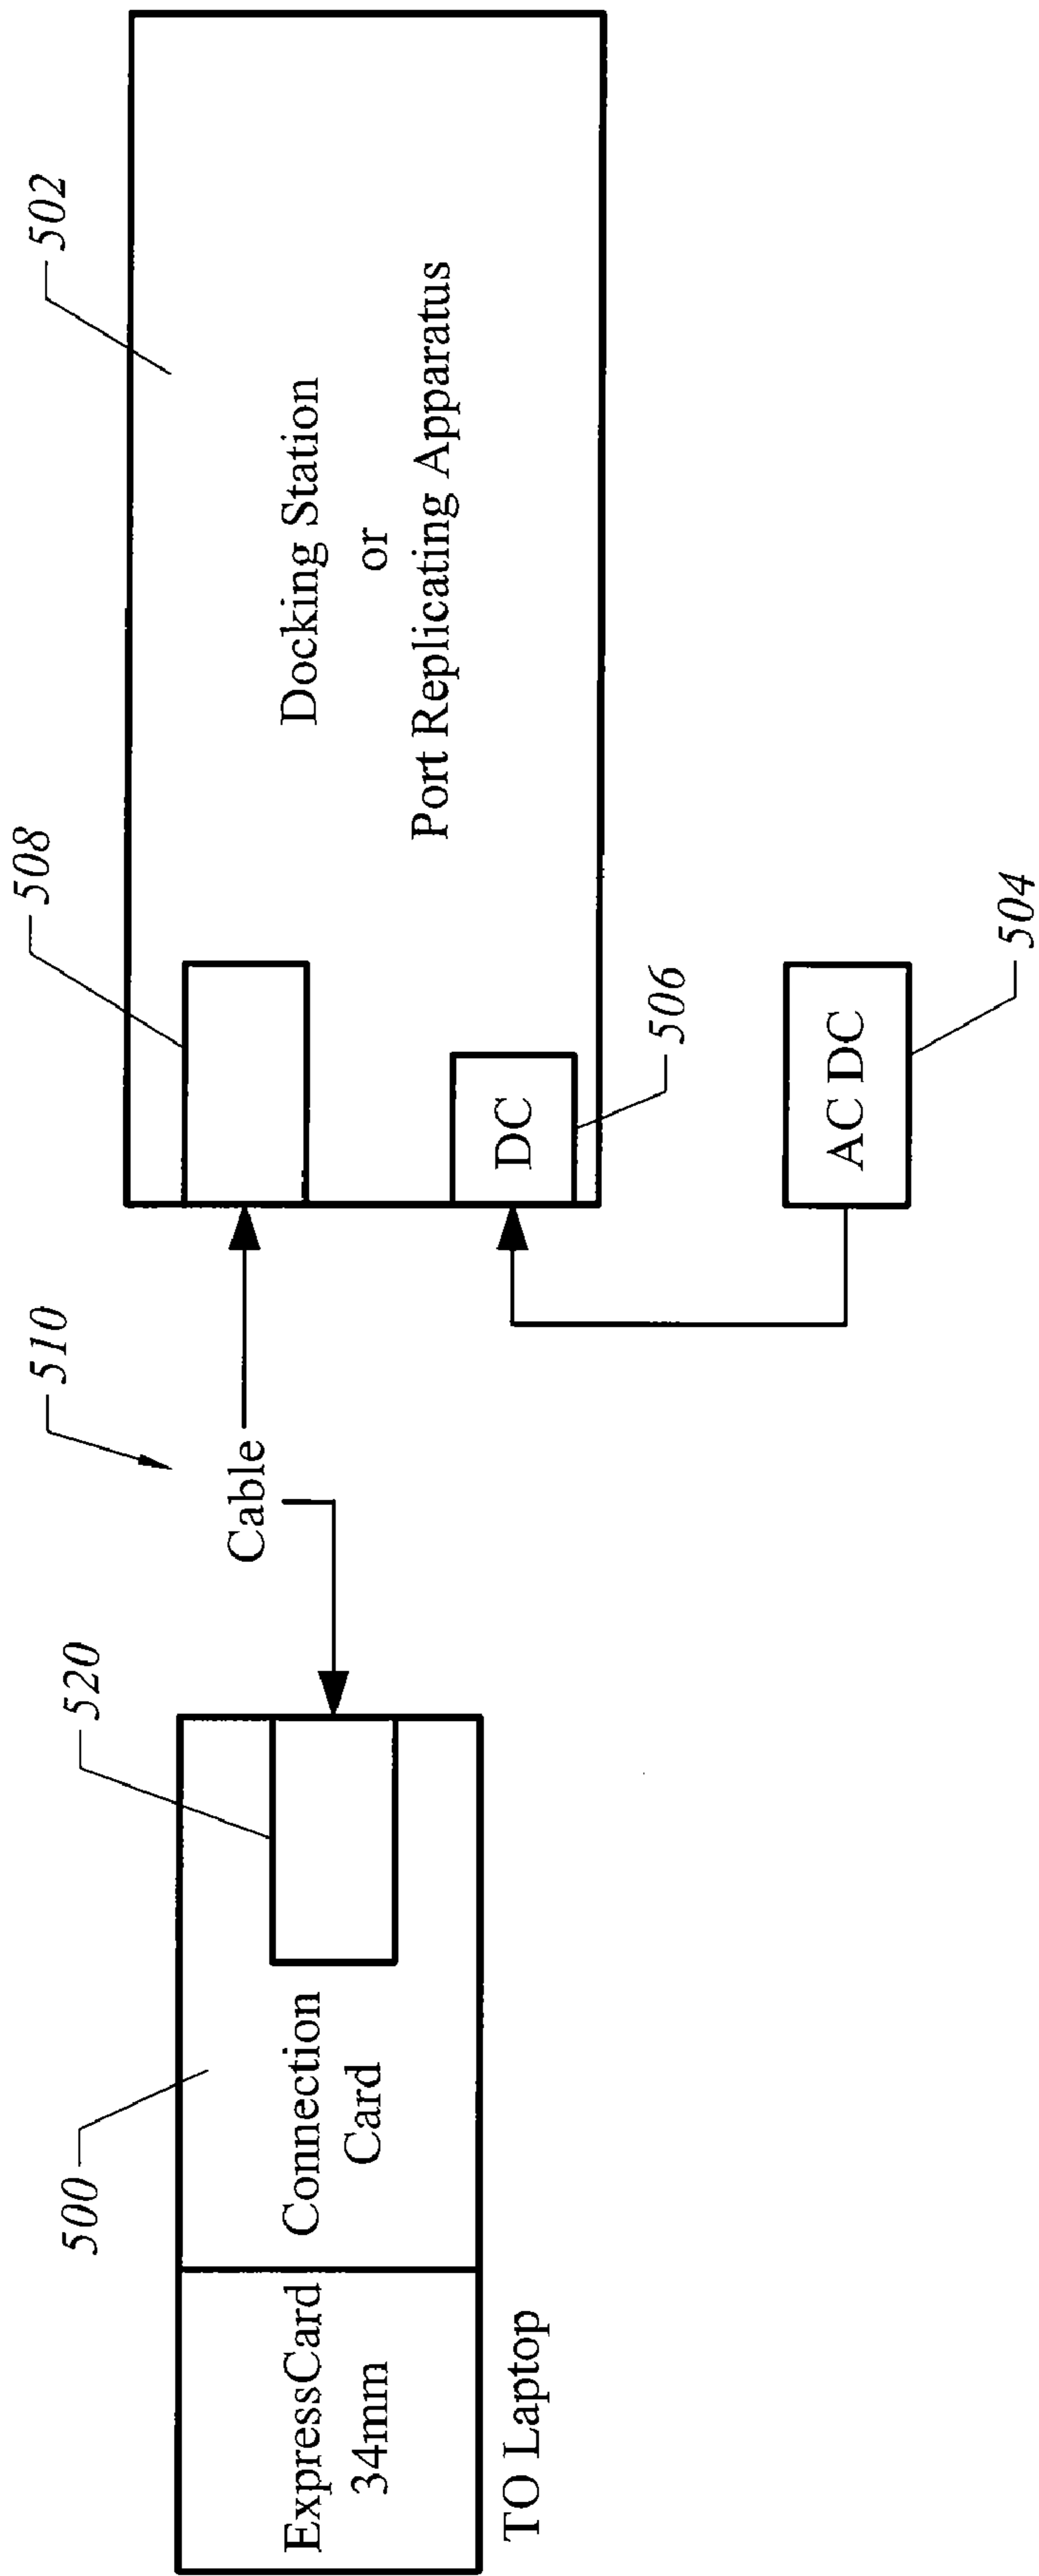 500
520
510
508
502
ExpressCard
34mm
Connection
Card
Cable
Docking Station
or
Port Replicating Apparatus
DC
506
TO Laptop
AC DC
504